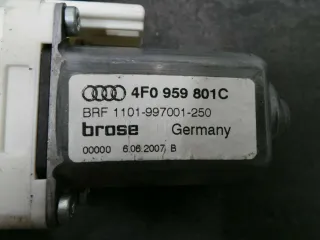 4F0 959 801C
BRF 1101-997001-250
brose Germany
00000 6.06.2007 B